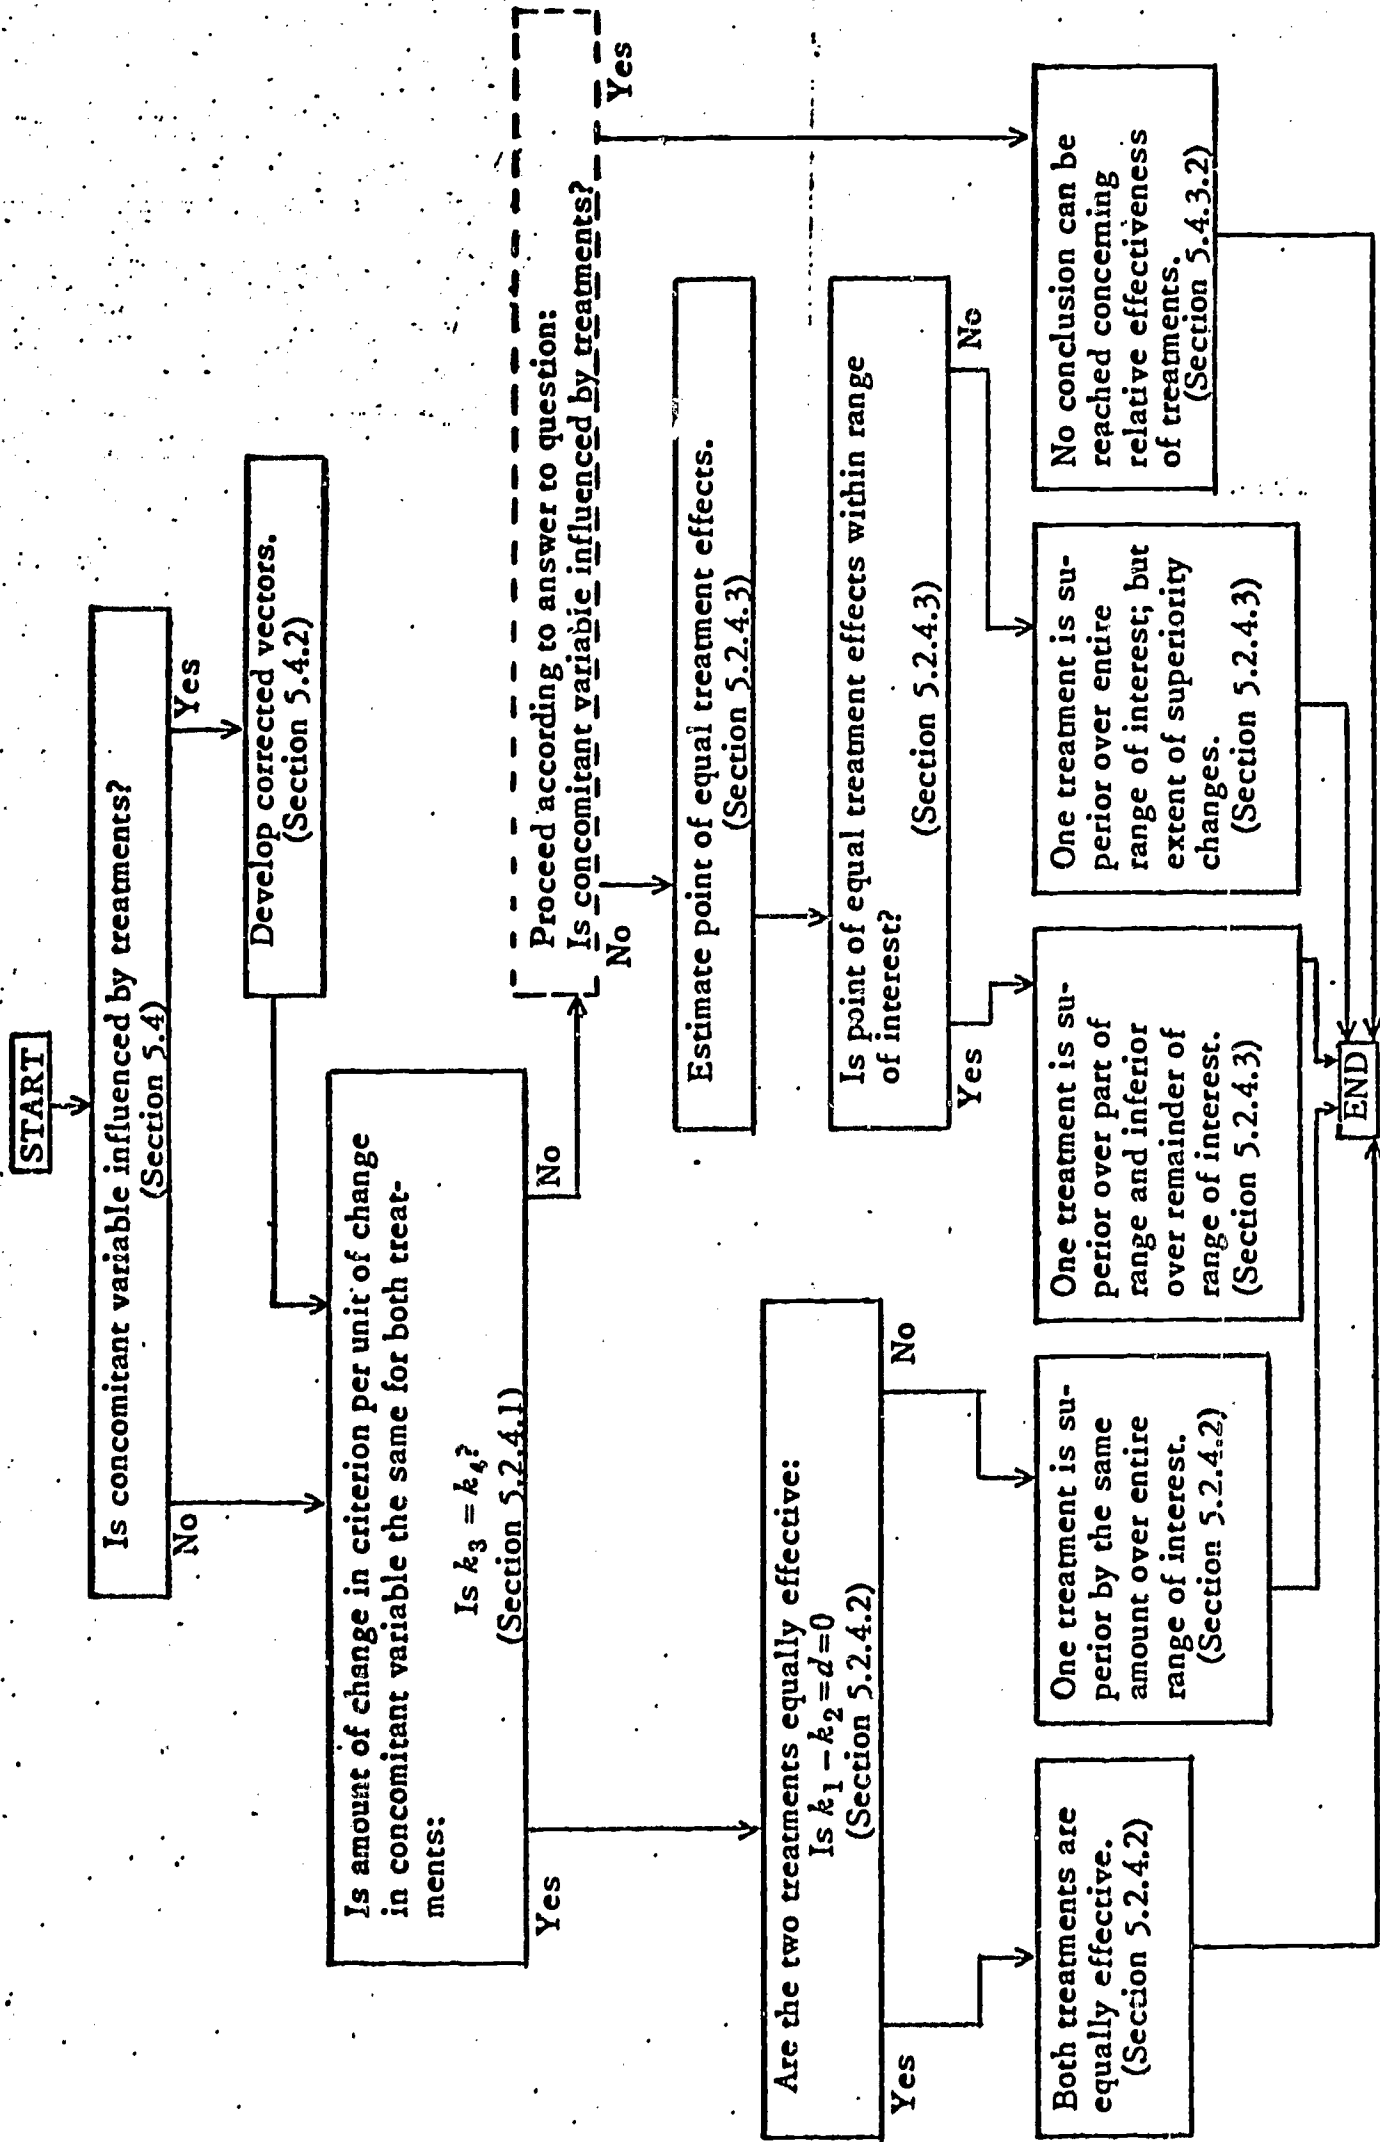 START
Is concomitant variable influenced by treatments?
(Section 5.4)
No
Yes
Develop corrected vectors.
(Section 5.4.2)
Is amount of change in criterion per unit of change
in concomitant variable the same for both treat-
ments:
Is k₃ = k₄?
(Section 5.2.4.1)
Yes
No
Proceed according to answer to question:
Is concomitant variable influenced by treatments?
No
Yes
Estimate point of equal treatment effects.
(Section 5.2.4.3)
Are the two treatments equally effective:
Is k₁ − k₂ = d = 0
(Section 5.2.4.2)
Yes
No
Is point of equal treatment effects within range
of interest?
(Section 5.2.4.3)
Yes
No
Both treatments are
equally effective.
(Section 5.2.4.2)
One treatment is su-
perior by the same
amount over entire
range of interest.
(Section 5.2.4.2)
One treatment is su-
perior over part of
range and inferior
over remainder of
range of interest.
(Section 5.2.4.3)
One treatment is su-
perior over entire
range of interest; but
extent of superiority
changes.
(Section 5.2.4.3)
No conclusion can be
reached concerning
relative effectiveness
of treatments.
(Section 5.4.3.2)
END